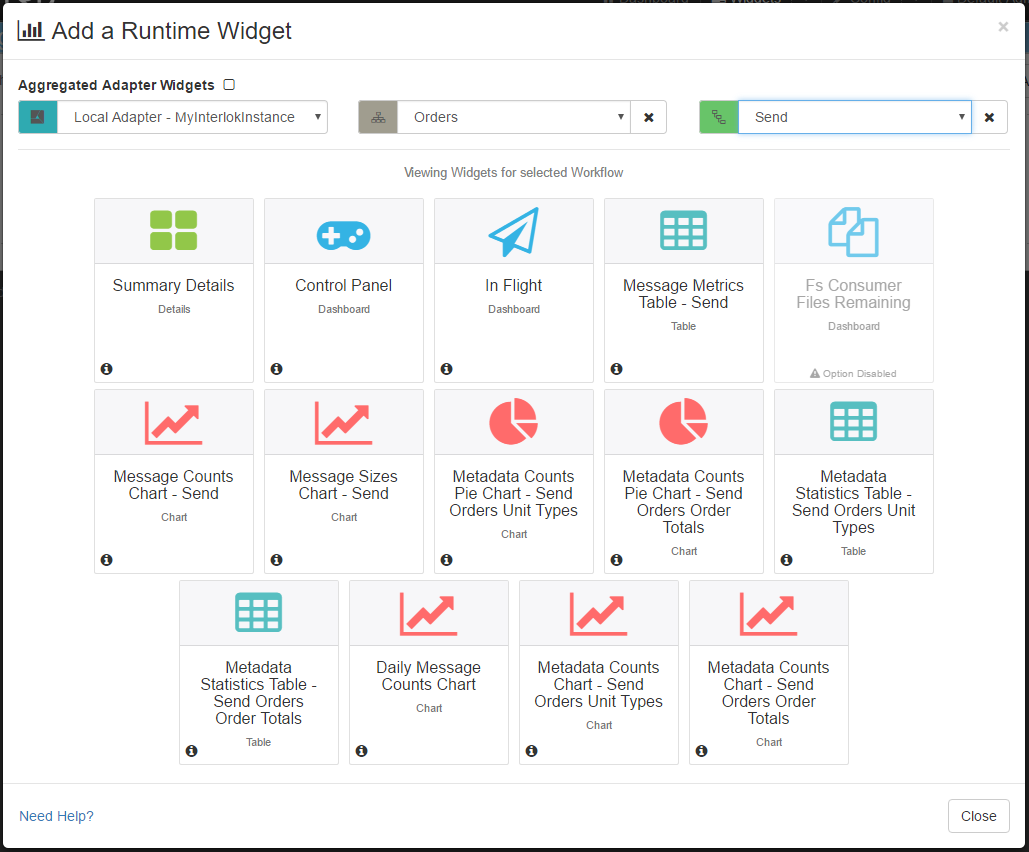 Add a Runtime Widget
×
Aggregated Adapter Widgets
Local Adapter - MyInterlokInstance
Orders
Send
Viewing Widgets for selected Workflow
Summary Details
Details
Control Panel
Dashboard
In Flight
Dashboard
Message Metrics
Table - Send
Table
Fs Consumer
Files Remaining
Dashboard
Option Disabled
Message Counts
Chart - Send
Chart
Message Sizes
Chart - Send
Chart
Metadata Counts
Pie Chart - Send
Orders Unit Types
Chart
Metadata Counts
Pie Chart - Send
Orders Order
Totals
Chart
Metadata
Statistics Table -
Send Orders Unit
Types
Table
Metadata
Statistics Table -
Send Orders
Order Totals
Table
Daily Message
Counts Chart
Chart
Metadata Counts
Chart - Send
Orders Unit Types
Chart
Metadata Counts
Chart - Send
Orders Order
Totals
Chart
Need Help?
Close